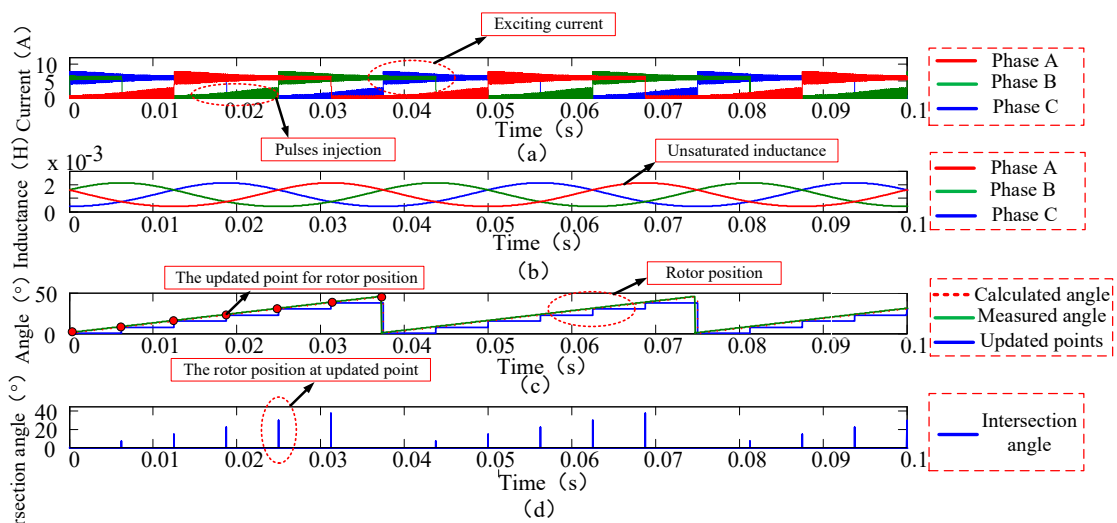 Exciting current
Current（A）
10
5
0
0 0.01 0.02 0.03 0.04 0.05 0.06 0.07 0.08 0.09 0.1
Time (s)
（a）
Pulses injection
Phase A
Phase B
Phase C
Inductance（H）
x 10-3
2
0
Unsaturated inductance
0 0.01 0.02 0.03 0.04 0.05 0.06 0.07 0.08 0.09 0.1
Time (s)
（b）
Phase A
Phase B
Phase C
The updated point for rotor position
Rotor position
Angle（°）
50
0
0 0.01 0.02 0.03 0.04 0.05 0.06 0.07 0.08 0.09 0.1
Time (s)
（c）
Calculated angle
Measured angle
Updated points
The rotor position at updated point
angle（°）
40
20
0
0 0.01 0.02 0.03 0.04 0.05 0.06 0.07 0.08 0.09 0.1
Time (s)
（d）
Intersection
angle